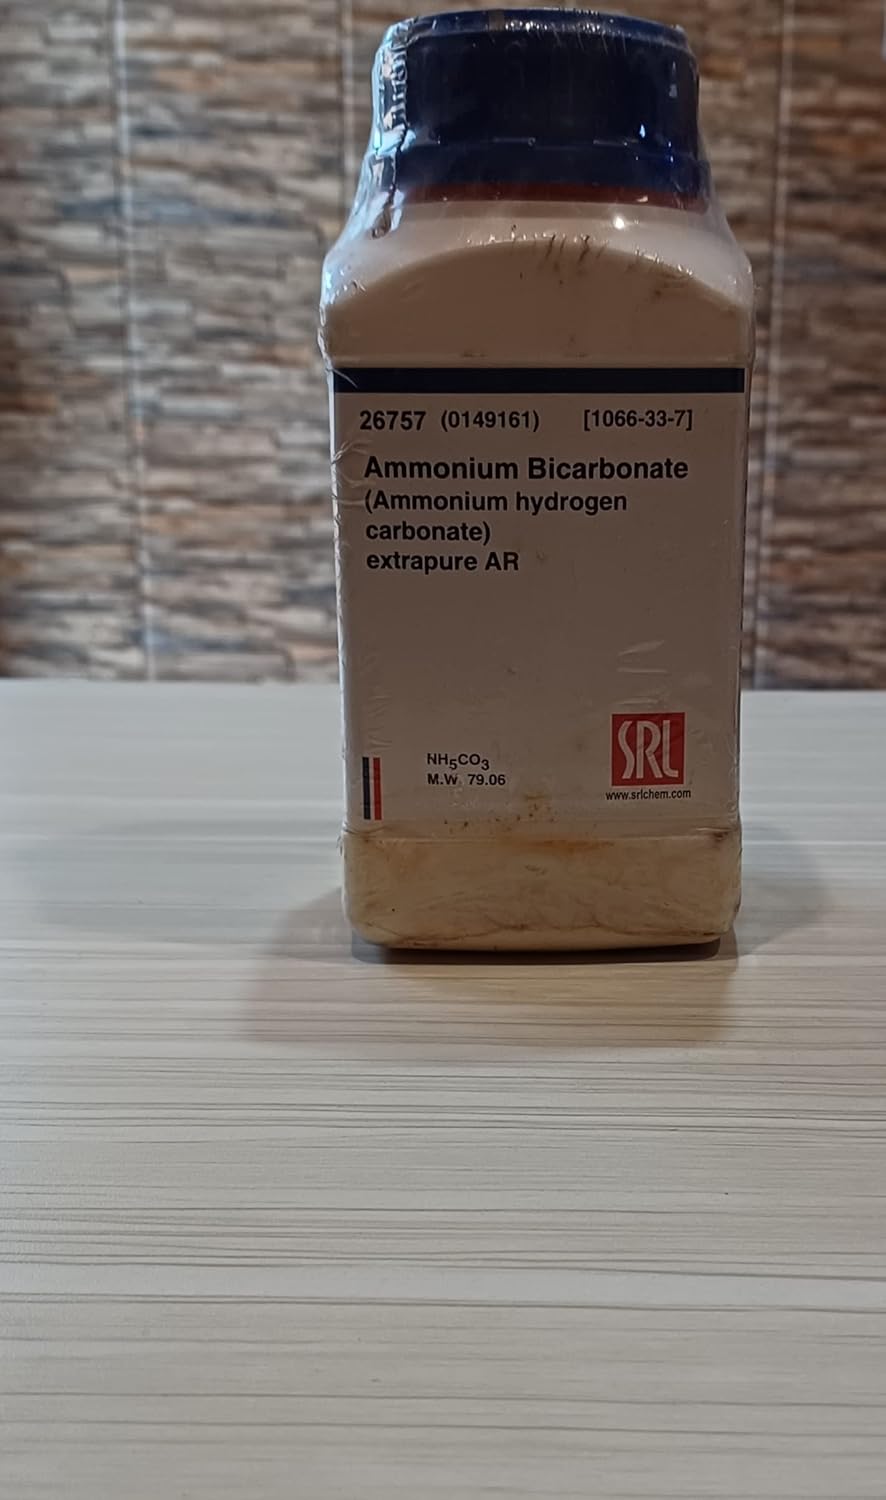 26757 (0149161) [1066-33-7]
Ammonium Bicarbonate
(Ammonium hydrogen
carbonate)
extrapure AR
NH₅CO₃
M.W. 79.06
SRL
www.srlchem.com